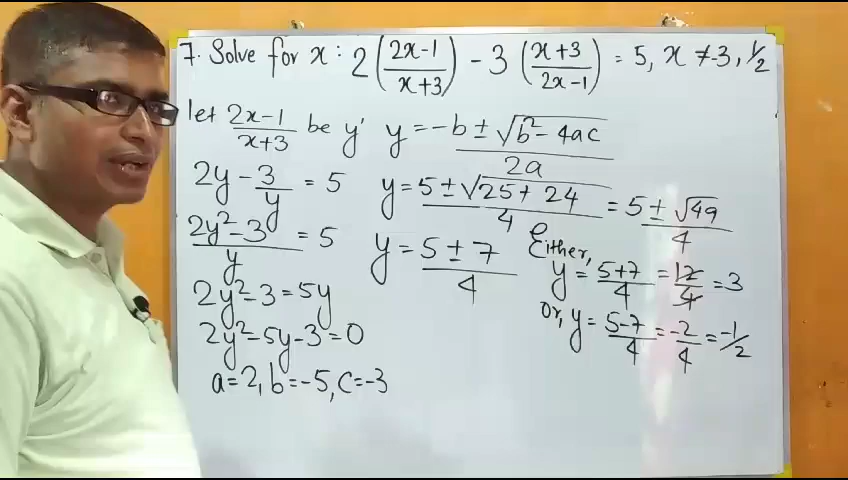 7. Solve for x : 2 ((2x-1)/(x+3)) - 3 ((x+3)/(2x-1)) = 5, x ≠ -3, 1/2
let (2x-1)/(x+3) be y'
2y - 3/y = 5
(2y²-3)/y = 5
2y²-3 = 5y
2y²-5y-3 = 0
a=2, b=-5, c=-3
y = (-b ± √(b²-4ac))/2a
y = (5 ± √(25+24))/4 = (5 ± √49)/4
y = (5 ± 7)/4
Either,
y = (5+7)/4 = 12/4 = 3
or, y = (5-7)/4 = -2/4 = -1/2